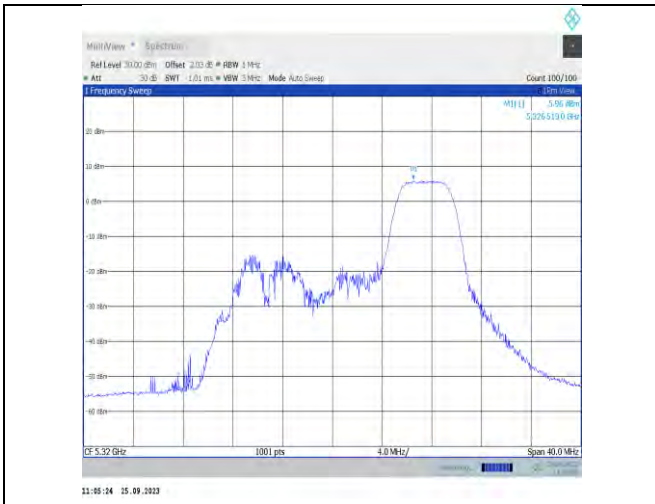 MultiView Spectrum
Ref Level 30.00 dBm Offset 2.03 dB RBW 1 MHz
Att 30 dB SWT 1.01 ms VBW 3 MHz Mode Auto Sweep Count 100/100
1 Frequency Sweep 1Rm View
M1[1] 5.96 dBm
5.326 513 0 GHz
20 dBm
10 dBm
M1
0 dBm
-10 dBm
-20 dBm
-30 dBm
-40 dBm
-50 dBm
-60 dBm
CF 5.32 GHz 1001 pts 4.0 MHz/ Span 40.0 MHz
11:05:24 25.09.2023